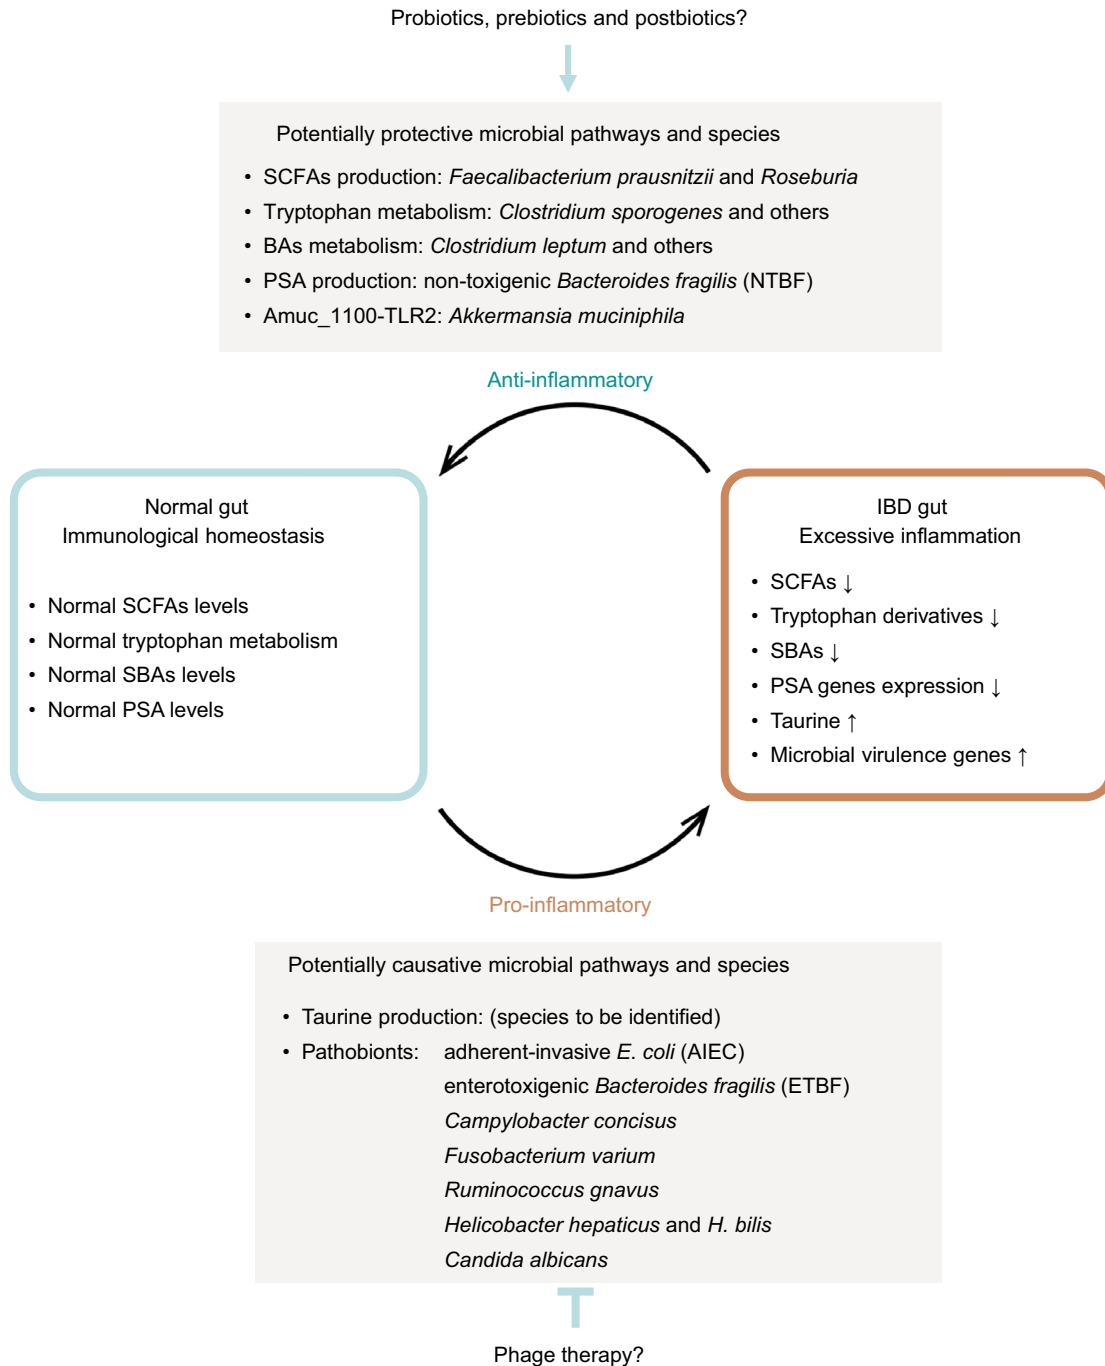 Probiotics, prebiotics and postbiotics?
Potentially protective microbial pathways and species
• SCFAs production: Faecalibacterium prausnitzii and Roseburia
• Tryptophan metabolism: Clostridium sporogenes and others
• BAs metabolism: Clostridium leptum and others
• PSA production: non-toxigenic Bacteroides fragilis (NTBF)
• Amuc_1100-TLR2: Akkermansia muciniphila
Anti-inflammatory
Normal gut
Immunological homeostasis
• Normal SCFAs levels
• Normal tryptophan metabolism
• Normal SBAs levels
• Normal PSA levels
IBD gut
Excessive inflammation
• SCFAs ↓
• Tryptophan derivatives ↓
• SBAs ↓
• PSA genes expression ↓
• Taurine ↑
• Microbial virulence genes ↑
Pro-inflammatory
Potentially causative microbial pathways and species
• Taurine production: (species to be identified)
• Pathobionts: adherent-invasive E. coli (AIEC)
enterotoxigenic Bacteroides fragilis (ETBF)
Campylobacter concisus
Fusobacterium varium
Ruminococcus gnavus
Helicobacter hepaticus and H. bilis
Candida albicans
Phage therapy?